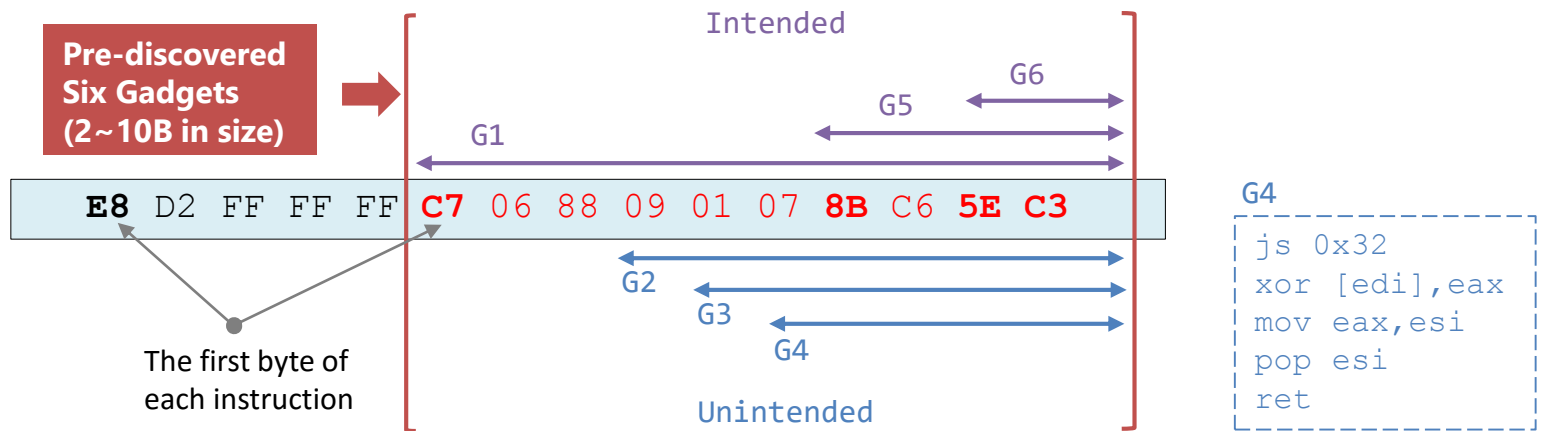 Intended
Pre-discovered
Six Gadgets
(2~10B in size)
G6
G5
G1
E8 D2 FF FF FF C7 06 88 09 01 07 8B C6 5E C3
G2
G3
G4
The first byte of
each instruction
Unintended
G4
js 0x32
xor [edi],eax
mov eax,esi
pop esi
ret